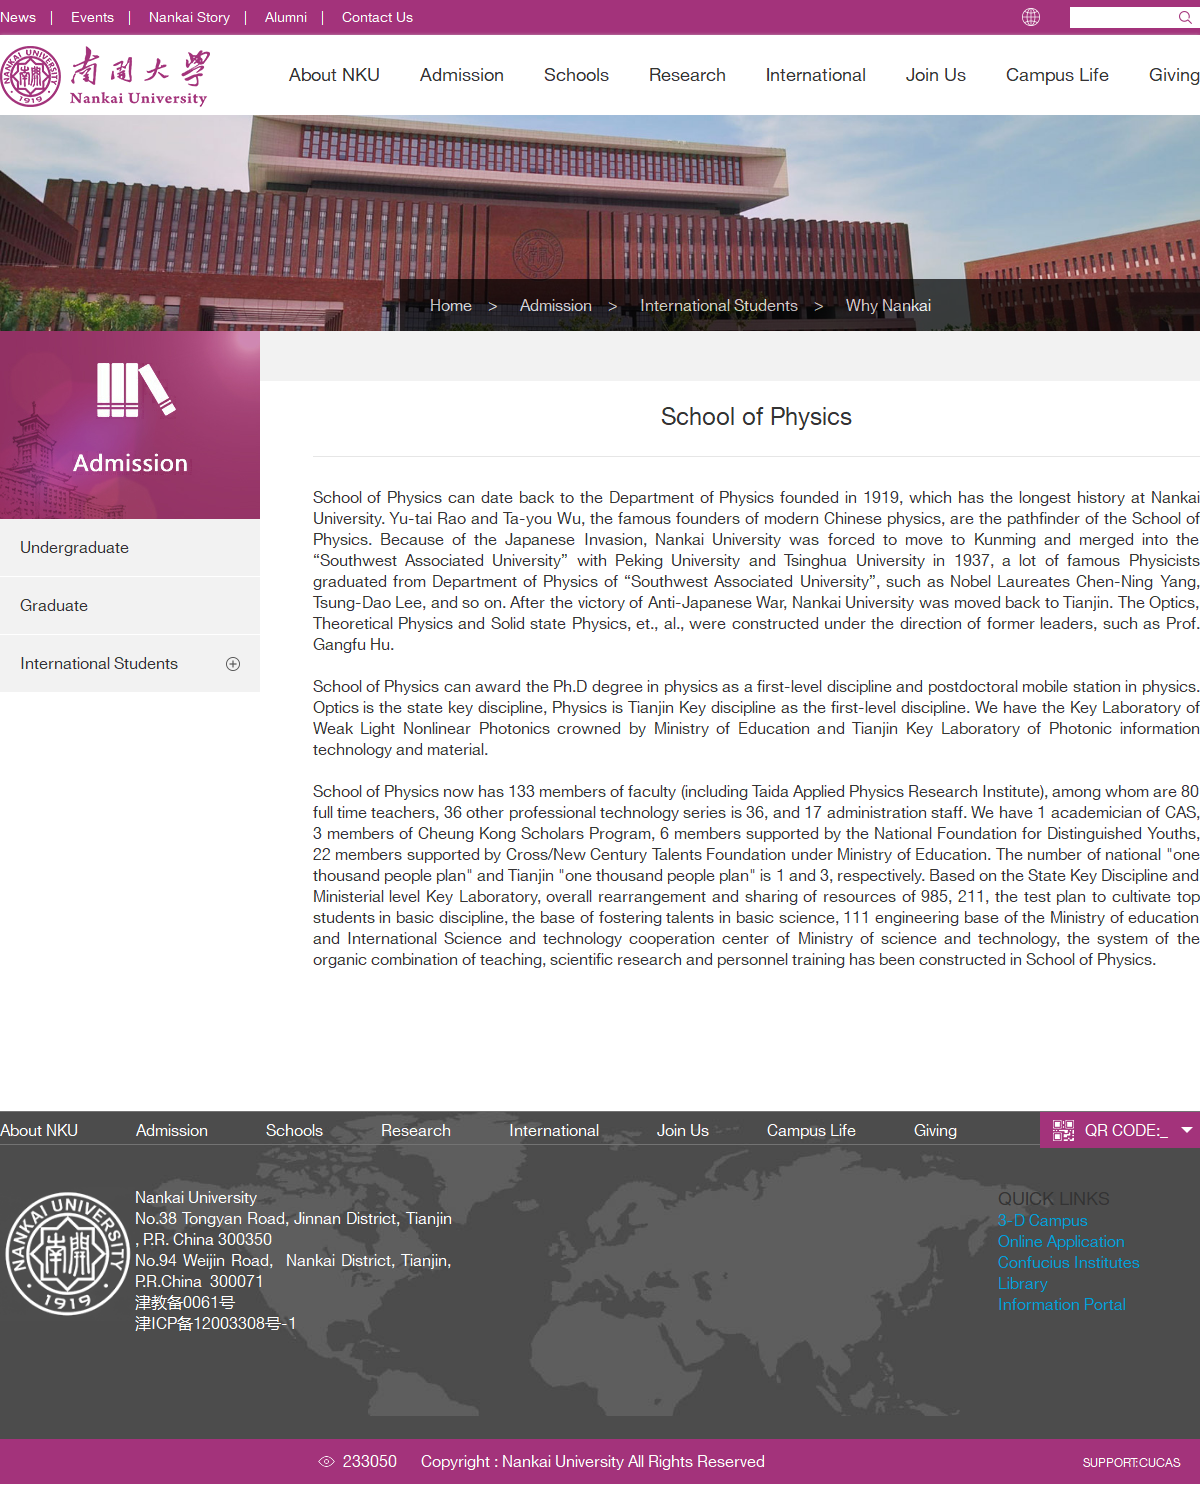 News | Events | Nankai Story | Alumni | Contact Us
NANKAI UNIVERSITY
1919
南開大學
Nankai University
About NKU Admission Schools Research International Join Us Campus Life Giving
Home > Admission > International Students > Why Nankai
Admission
Undergraduate
Graduate
International Students
School of Physics
School of Physics can date back to the Department of Physics founded in 1919, which has the longest history at Nankai
University. Yu-tai Rao and Ta-you Wu, the famous founders of modern Chinese physics, are the pathfinder of the School of
Physics. Because of the Japanese Invasion, Nankai University was forced to move to Kunming and merged into the
“Southwest Associated University” with Peking University and Tsinghua University in 1937, a lot of famous Physicists
graduated from Department of Physics of “Southwest Associated University”, such as Nobel Laureates Chen-Ning Yang,
Tsung-Dao Lee, and so on. After the victory of Anti-Japanese War, Nankai University was moved back to Tianjin. The Optics,
Theoretical Physics and Solid state Physics, et., al., were constructed under the direction of former leaders, such as Prof.
Gangfu Hu.
School of Physics can award the Ph.D degree in physics as a first-level discipline and postdoctoral mobile station in physics.
Optics is the state key discipline, Physics is Tianjin Key discipline as the first-level discipline. We have the Key Laboratory of
Weak Light Nonlinear Photonics crowned by Ministry of Education and Tianjin Key Laboratory of Photonic information
technology and material.
School of Physics now has 133 members of faculty (including Taida Applied Physics Research Institute), among whom are 80
full time teachers, 36 other professional technology series is 36, and 17 administration staff. We have 1 academician of CAS,
3 members of Cheung Kong Scholars Program, 6 members supported by the National Foundation for Distinguished Youths,
22 members supported by Cross/New Century Talents Foundation under Ministry of Education. The number of national "one
thousand people plan" and Tianjin "one thousand people plan" is 1 and 3, respectively. Based on the State Key Discipline and
Ministerial level Key Laboratory, overall rearrangement and sharing of resources of 985, 211, the test plan to cultivate top
students in basic discipline, the base of fostering talents in basic science, 111 engineering base of the Ministry of education
and International Science and technology cooperation center of Ministry of science and technology, the system of the
organic combination of teaching, scientific research and personnel training has been constructed in School of Physics.
About NKU Admission Schools Research International Join Us Campus Life Giving
QR CODE:_
NANKAI UNIVERSITY
南開
1919
Nankai University
No.38 Tongyan Road, Jinnan District, Tianjin
, P.R. China 300350
No.94 Weijin Road, Nankai District, Tianjin,
P.R.China 300071
津教备0061号
津ICP备12003308号-1
QUICK LINKS
3-D Campus
Online Application
Confucius Institutes
Library
Information Portal
233050 Copyright : Nankai University All Rights Reserved
SUPPORT:CUCAS